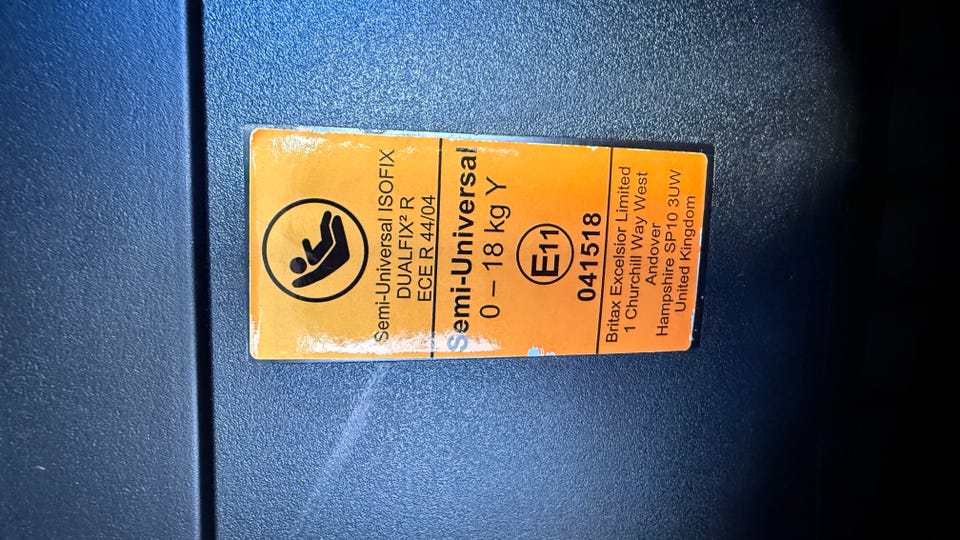 Semi-Universal ISOFIX
DUALFIX² R
ECE R 44/04
Semi-Universal
0 – 18 kg Y
E11
041518
Britax Excelsior Limited
1 Churchill Way West
Andover
Hampshire SP10 3UW
United Kingdom